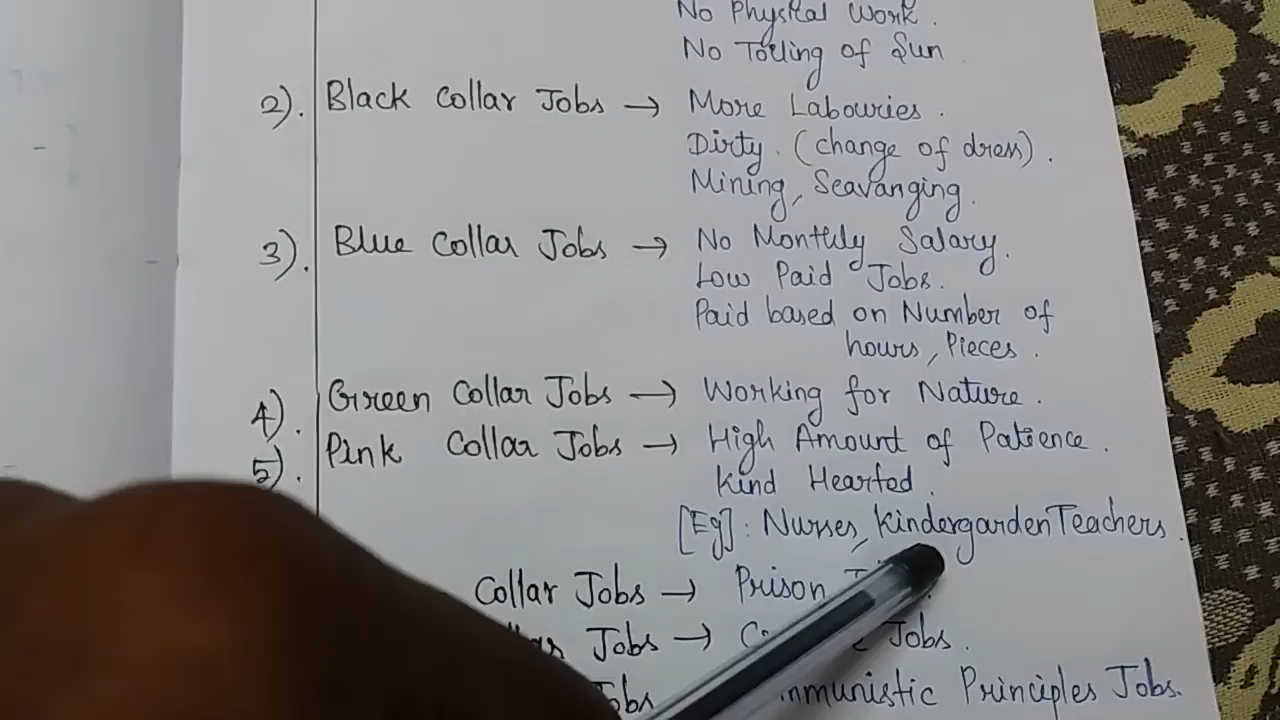 No Physical Work.
No Toiling of Sun.
2). Black Collar Jobs → More Labouries.
Dirty. (change of dress).
Mining, Seavanging.
3). Blue Collar Jobs → No Monthly Salary.
Low Paid Jobs.
Paid based on Number of
hours, Pieces.
4). Green Collar Jobs → Working for Nature.
5). Pink Collar Jobs → High Amount of Patience.
Kind Hearted.
[Eg]: Nurses, Kindergarden Teachers.
Collar Jobs → Prison
Jobs → Jobs.
Principles Jobs.